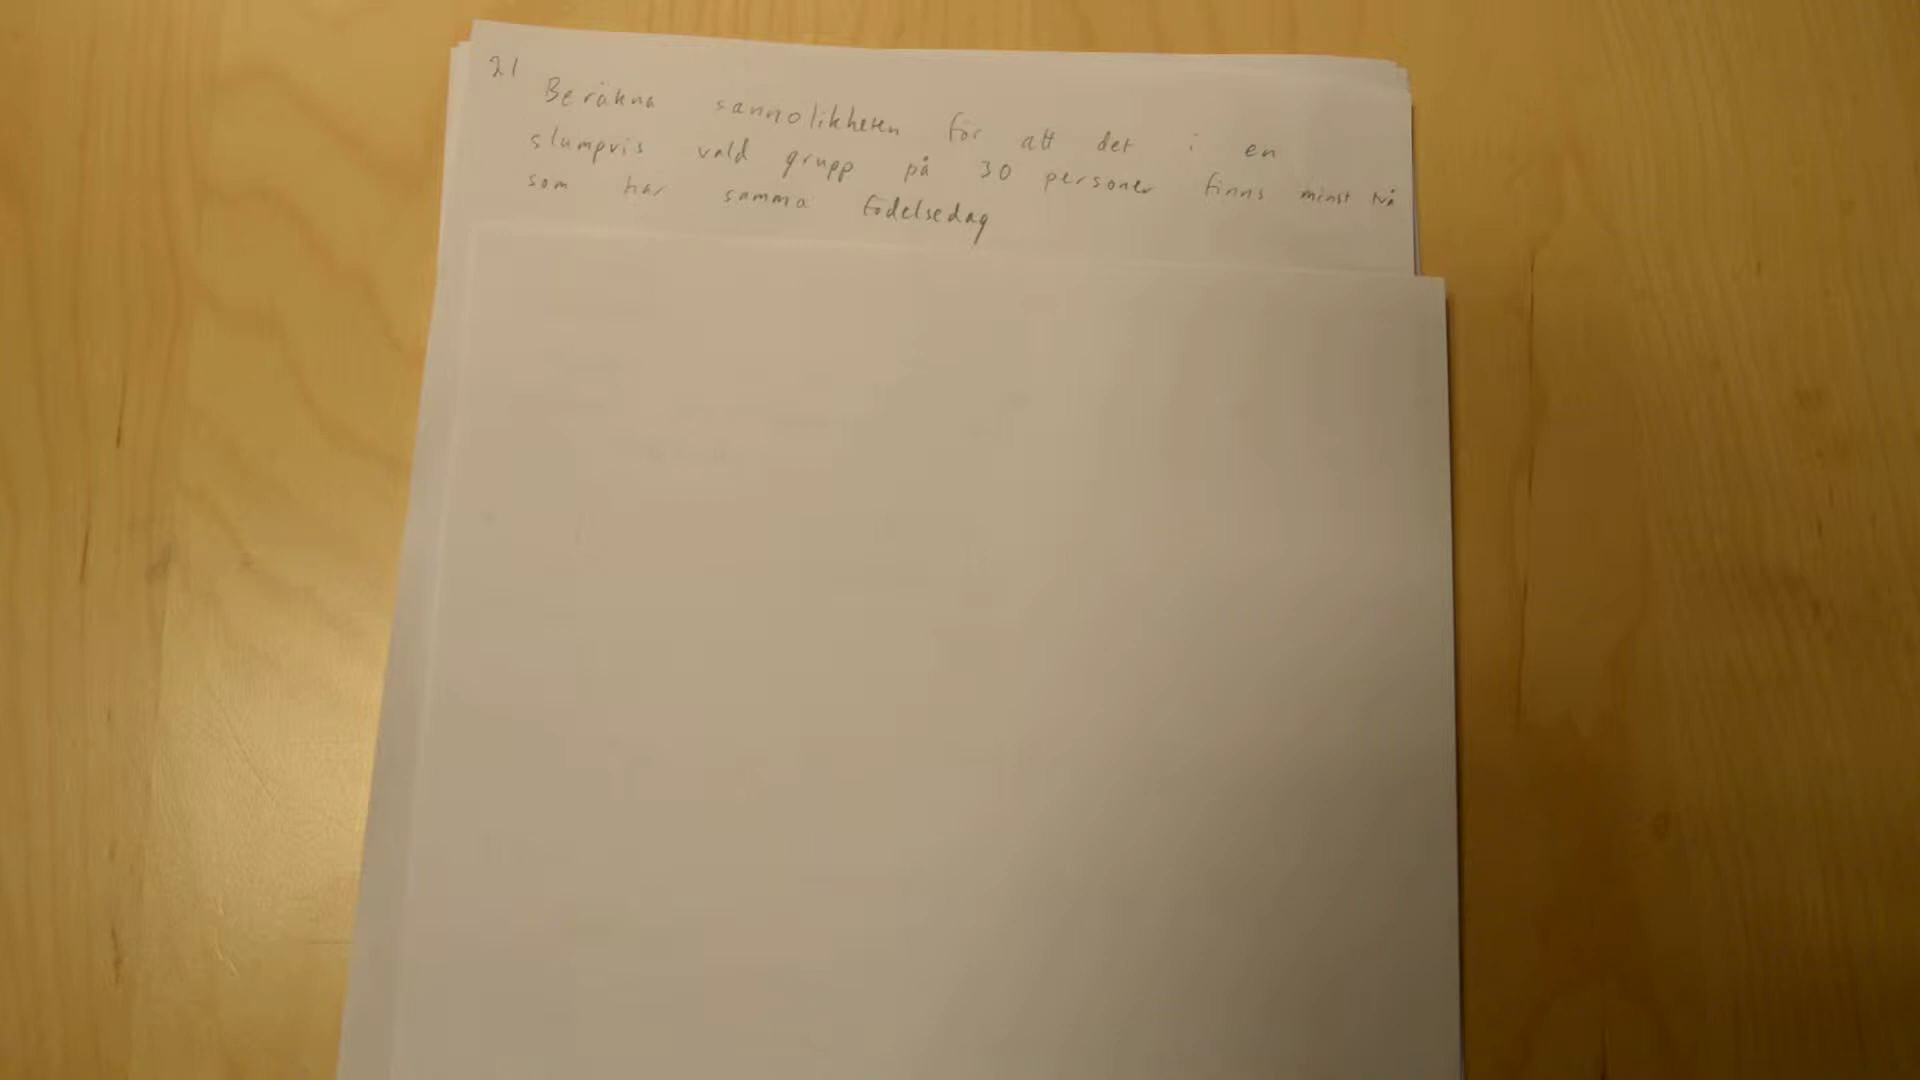 21
Beräkna sannolikheten för att det i en
slumpvis vald grupp på 30 personer finns minst två
som har samma födelsedag